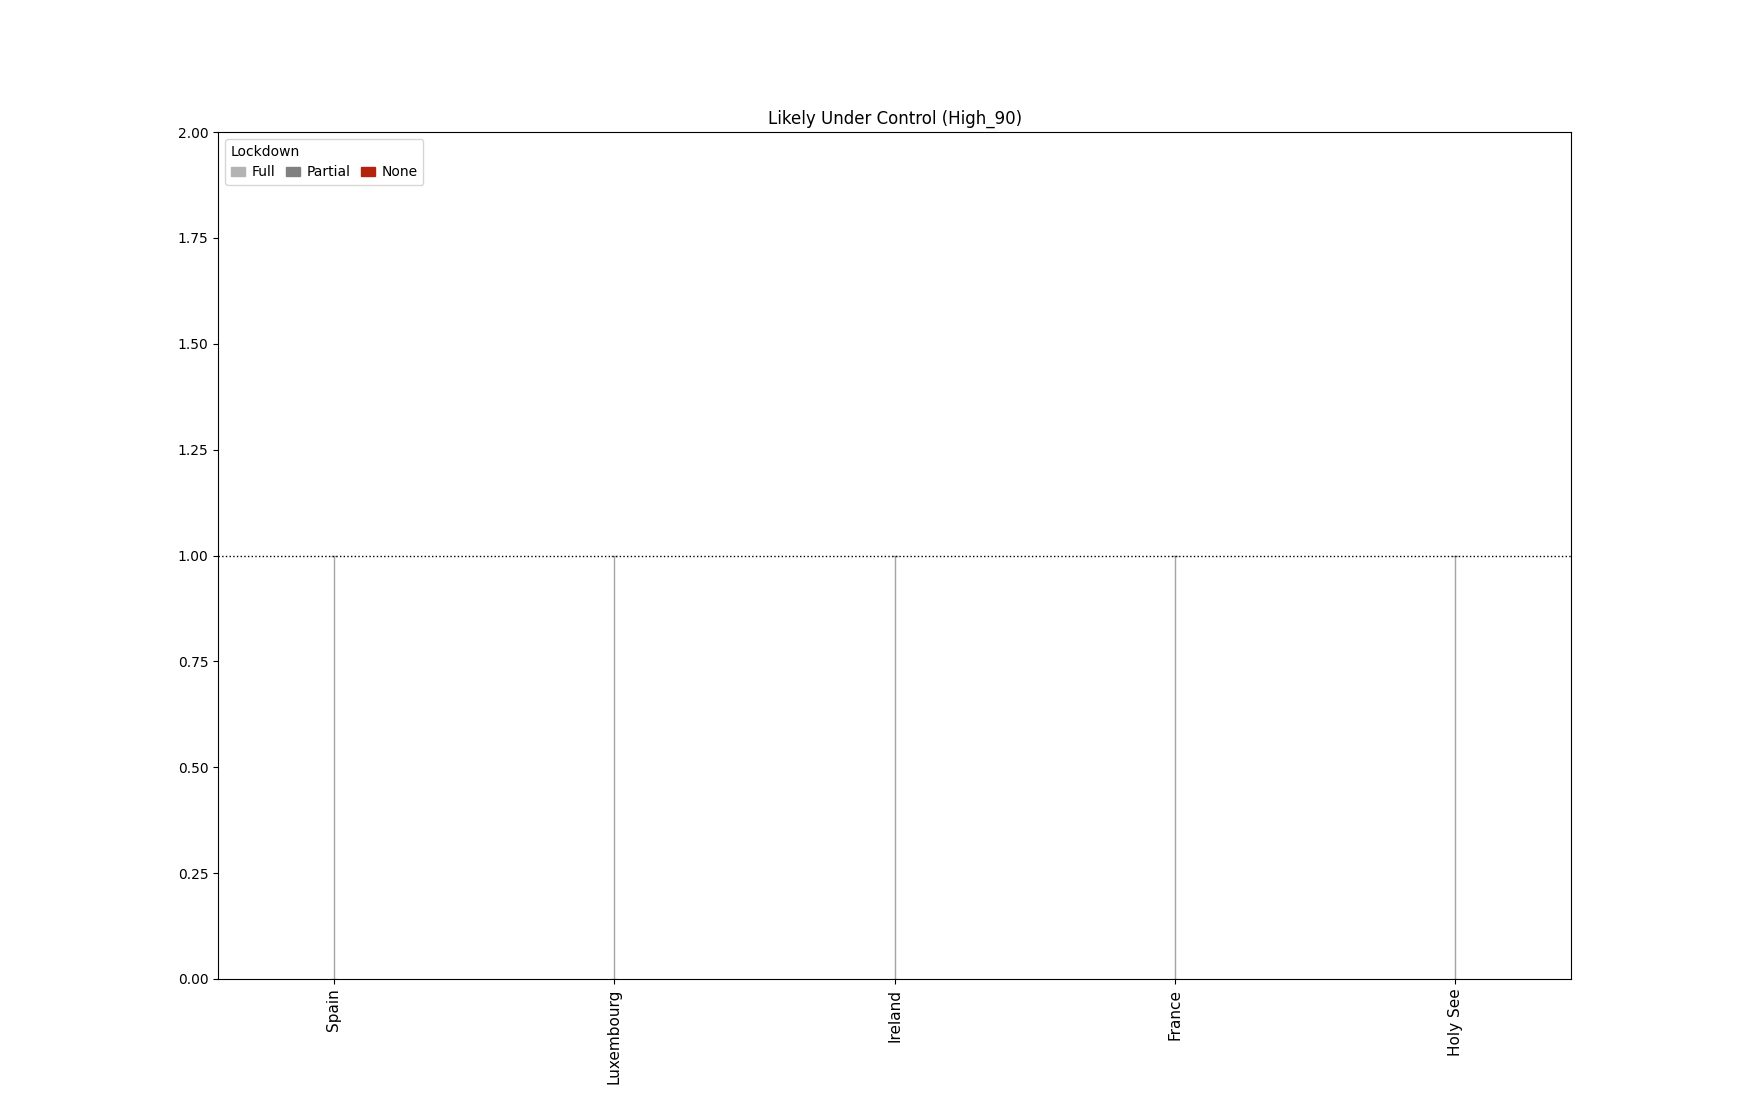 Likely Under Control (High_90)
Lockdown
Full Partial None
2.00
1.75
1.50
1.25
1.00
0.75
0.50
0.25
0.00
Spain
Luxembourg
Ireland
France
Holy See